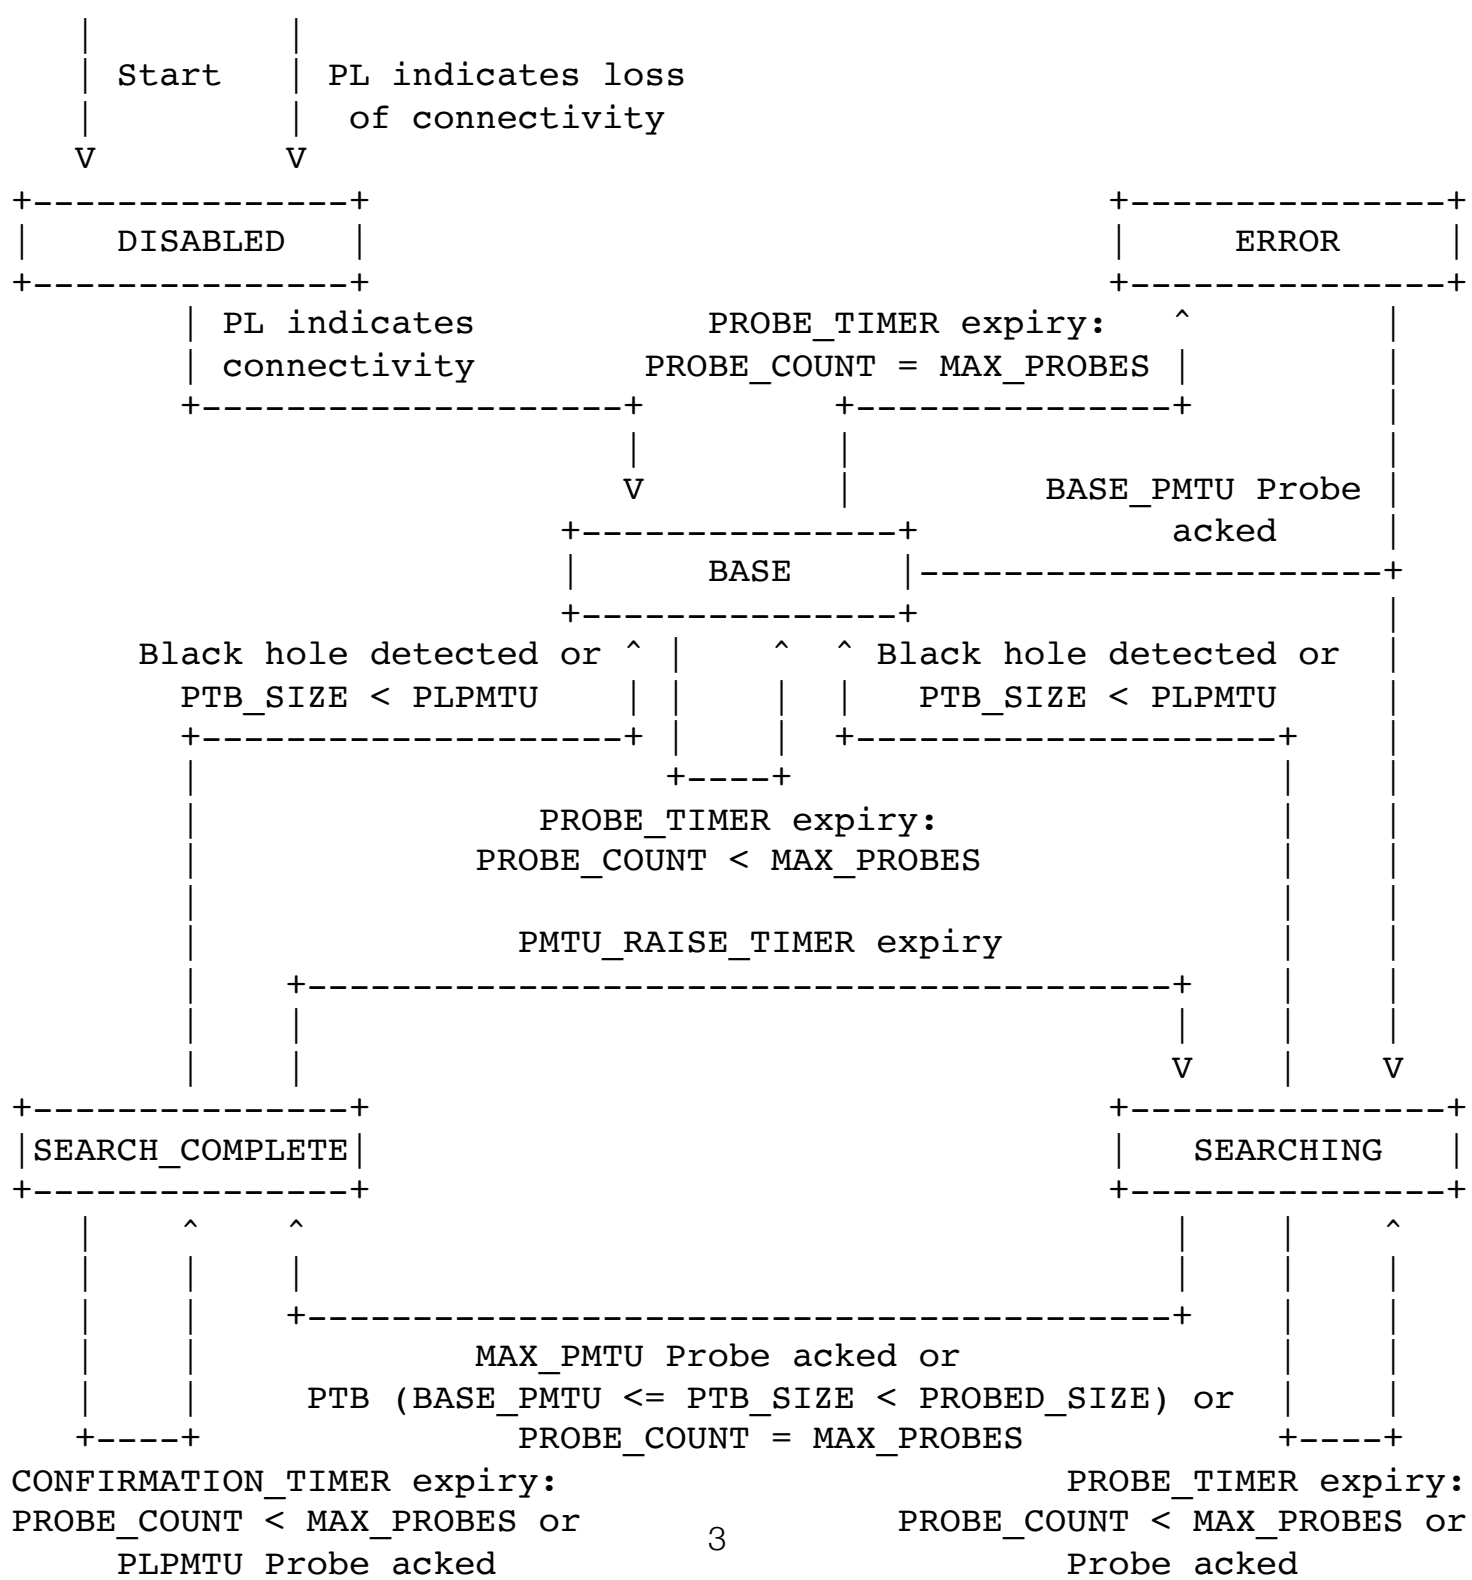 Start PL indicates loss
of connectivity
DISABLED ERROR
PL indicates PROBE_TIMER expiry:
connectivity PROBE_COUNT = MAX_PROBES
BASE_PMTU Probe
acked
BASE
Black hole detected or Black hole detected or
PTB_SIZE < PLPMTU PTB_SIZE < PLPMTU
PROBE_TIMER expiry:
PROBE_COUNT < MAX_PROBES
PMTU_RAISE_TIMER expiry
SEARCH_COMPLETE SEARCHING
MAX_PMTU Probe acked or
PTB (BASE_PMTU <= PTB_SIZE < PROBED_SIZE) or
PROBE_COUNT = MAX_PROBES
CONFIRMATION_TIMER expiry: PROBE_TIMER expiry:
PROBE_COUNT < MAX_PROBES or 3 PROBE_COUNT < MAX_PROBES or
PLPMTU Probe acked Probe acked